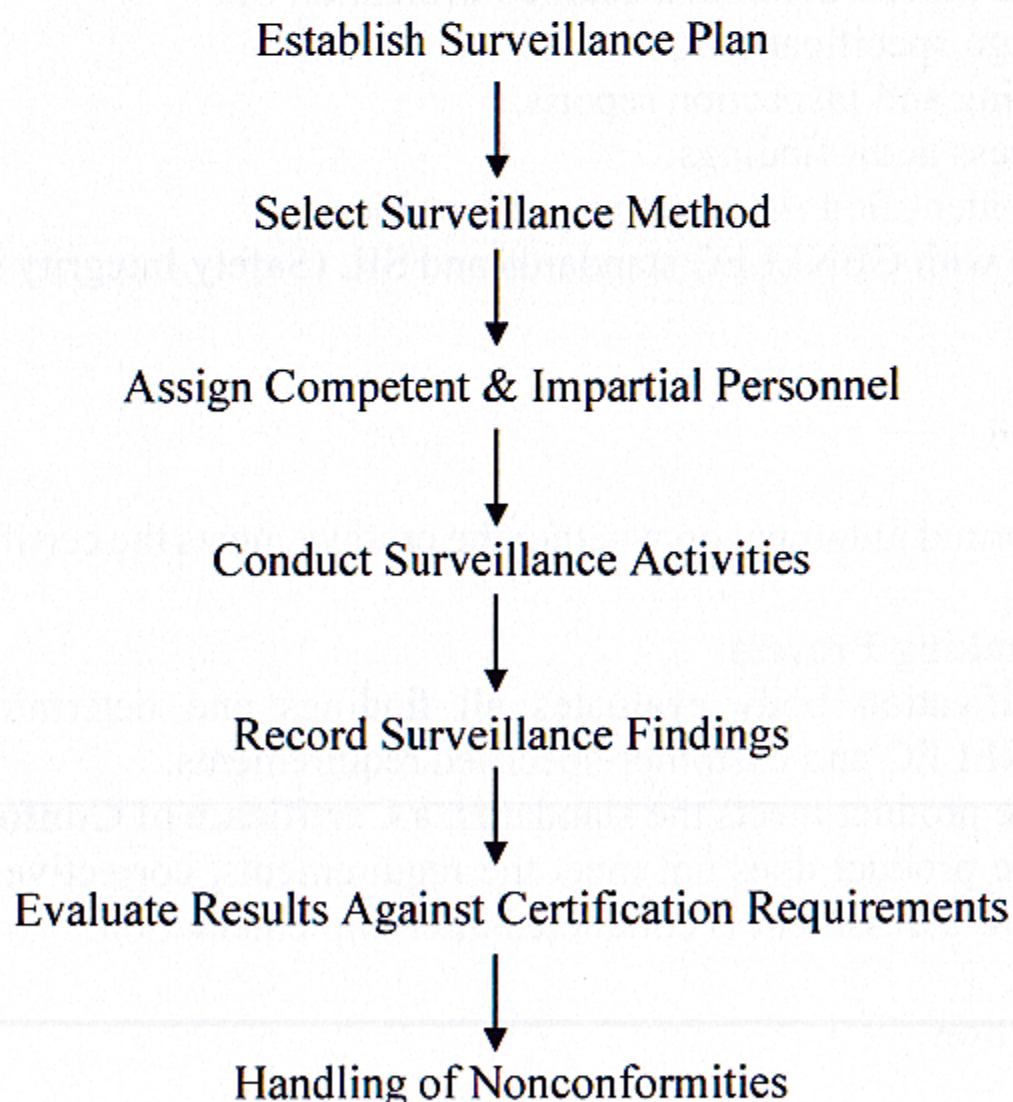 Establish Surveillance Plan
Select Surveillance Method
Assign Competent & Impartial Personnel
Conduct Surveillance Activities
Record Surveillance Findings
Evaluate Results Against Certification Requirements
Handling of Nonconformities